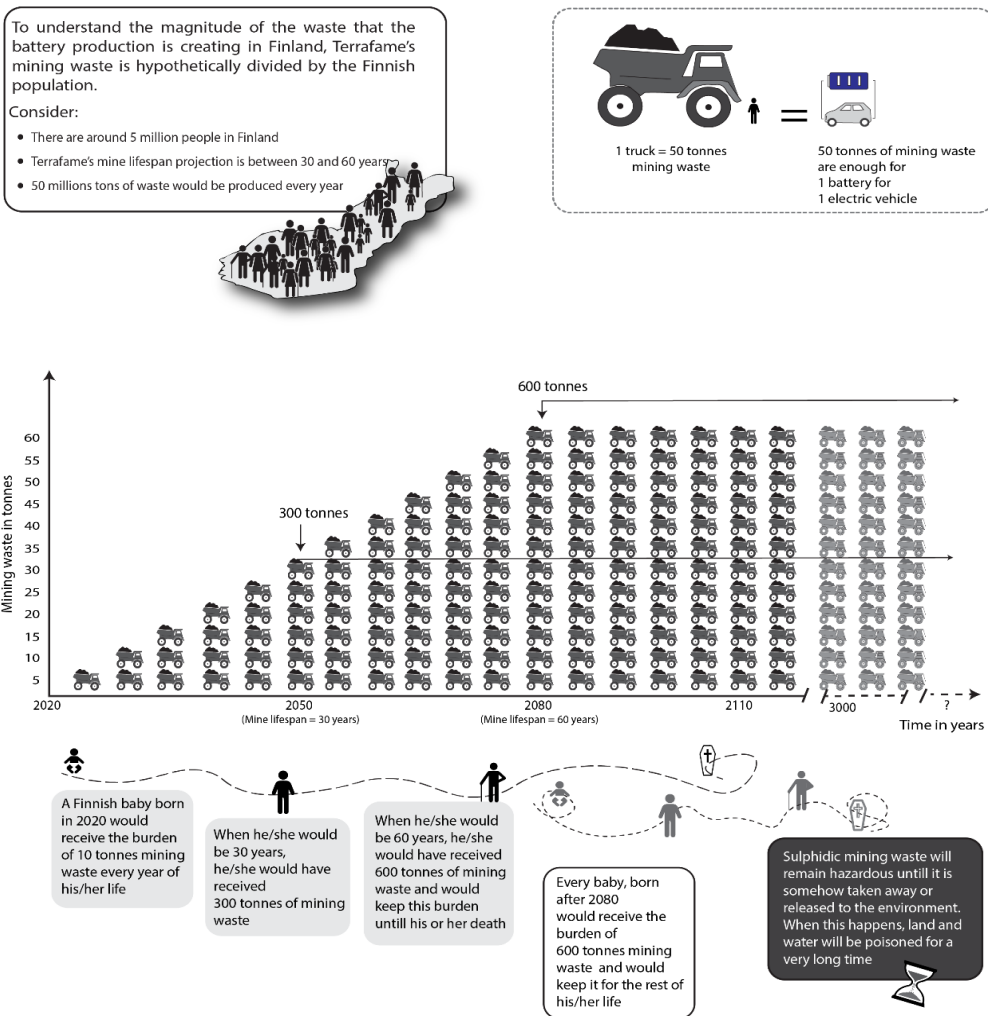 To understand the magnitude of the waste that the
battery production is creating in Finland, Terrafame's
mining waste is hypothetically divided by the Finnish
population.
Consider:
• There are around 5 million people in Finland
• Terrafame's mine lifespan projection is between 30 and 60 years
• 50 millions tons of waste would be produced every year
1 truck = 50 tonnes
mining waste
=
50 tonnes of mining waste
are enough for
1 battery for
1 electric vehicle
600 tonnes
300 tonnes
Mining waste in tonnes
60
55
50
45
40
35
30
25
20
15
10
5
2020
2050
(Mine lifespan = 30 years)
2080
(Mine lifespan = 60 years)
2110
3000
?
Time in years
A Finnish baby born
in 2020 would
receive the burden
of 10 tonnes mining
waste every year of
his/her life
When he/she would
be 30 years,
he/she would have
received
300 tonnes of mining
waste
When he/she would
be 60 years, he/she
would have received
600 tonnes of mining
waste and would
keep this burden
untill his or her death
Every baby, born
after 2080
would receive the
burden of
600 tonnes mining
waste and would
keep it for the rest of
his/her life
Sulphidic mining waste will
remain hazardous untill it is
somehow taken away or
released to the environment.
When this happens, land and
water will be poisoned for a
very long time